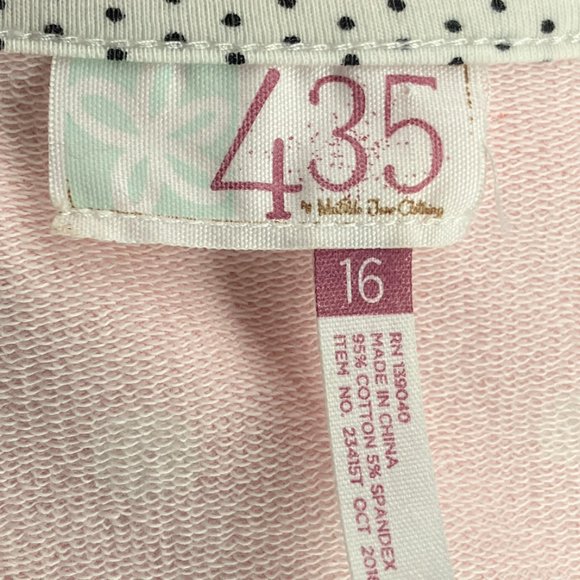 435
by Matilda Jane Clothing
16
RN 139040
MADE IN CHINA
95% COTTON 5% SPANDEX
ITEM NO. 23415T OCT 2018